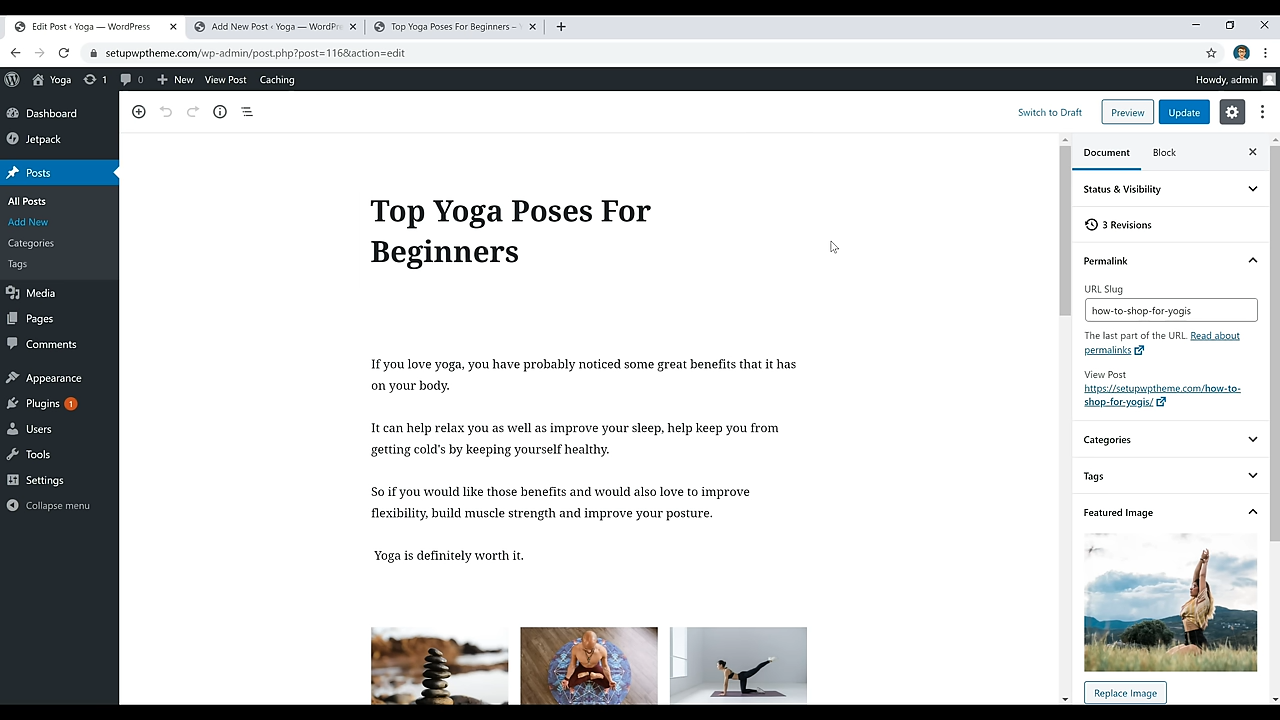 Edit Post ‹ Yoga — WordPress
Add New Post ‹ Yoga — WordPr
Top Yoga Poses For Beginners –
setupwptheme.com/wp-admin/post.php?post=116&action=edit
Yoga 1 0 New View Post Caching Howdy, admin
Dashboard
Jetpack
Posts
All Posts
Add New
Categories
Tags
Media
Pages
Comments
Appearance
Plugins 1
Users
Tools
Settings
Collapse menu
Switch to Draft Preview Update
Top Yoga Poses For
Beginners
If you love yoga, you have probably noticed some great benefits that it has
on your body.
It can help relax you as well as improve your sleep, help keep you from
getting cold's by keeping yourself healthy.
So if you would like those benefits and would also love to improve
flexibility, build muscle strength and improve your posture.
Yoga is definitely worth it.
Document Block
Status & Visibility
3 Revisions
Permalink
URL Slug
how-to-shop-for-yogis
The last part of the URL. Read about
permalinks
View Post
https://setupwptheme.com/how-to-
shop-for-yogis/
Categories
Tags
Featured Image
Replace Image